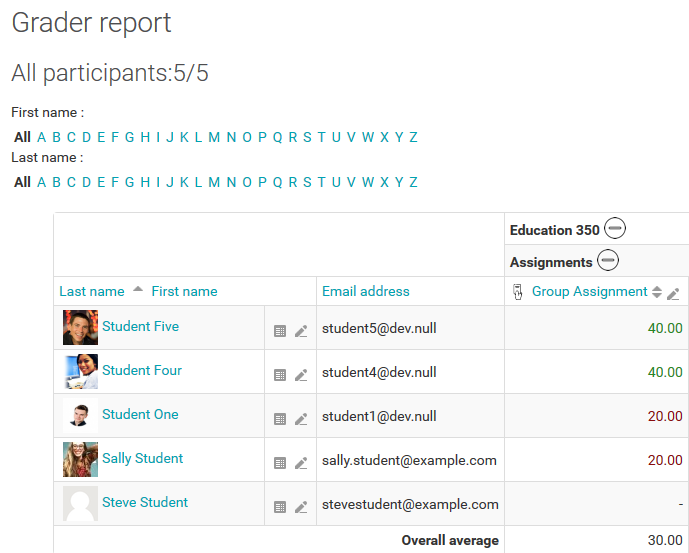 Grader report
All participants:5/5
First name :
All A B C D E F G H I J K L M N O P Q R S T U V W X Y Z
Last name :
All A B C D E F G H I J K L M N O P Q R S T U V W X Y Z
Education 350
Assignments
Last name First name Email address Group Assignment
Student Five student5@dev.null 40.00
Student Four student4@dev.null 40.00
Student One student1@dev.null 20.00
Sally Student sally.student@example.com 20.00
Steve Student stevestudent@example.com -
Overall average 30.00